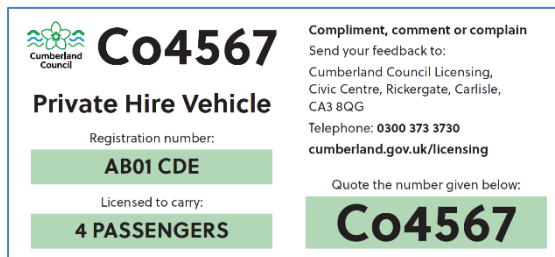 Cumberland
Council
Co4567
Private Hire Vehicle
Registration number:
AB01 CDE
Licensed to carry:
4 PASSENGERS
Compliment, comment or complain
Send your feedback to:
Cumberland Council Licensing,
Civic Centre, Rickergate, Carlisle,
CA3 8QG
Telephone: 0300 373 3730
cumberland.gov.uk/licensing
Quote the number given below:
Co4567